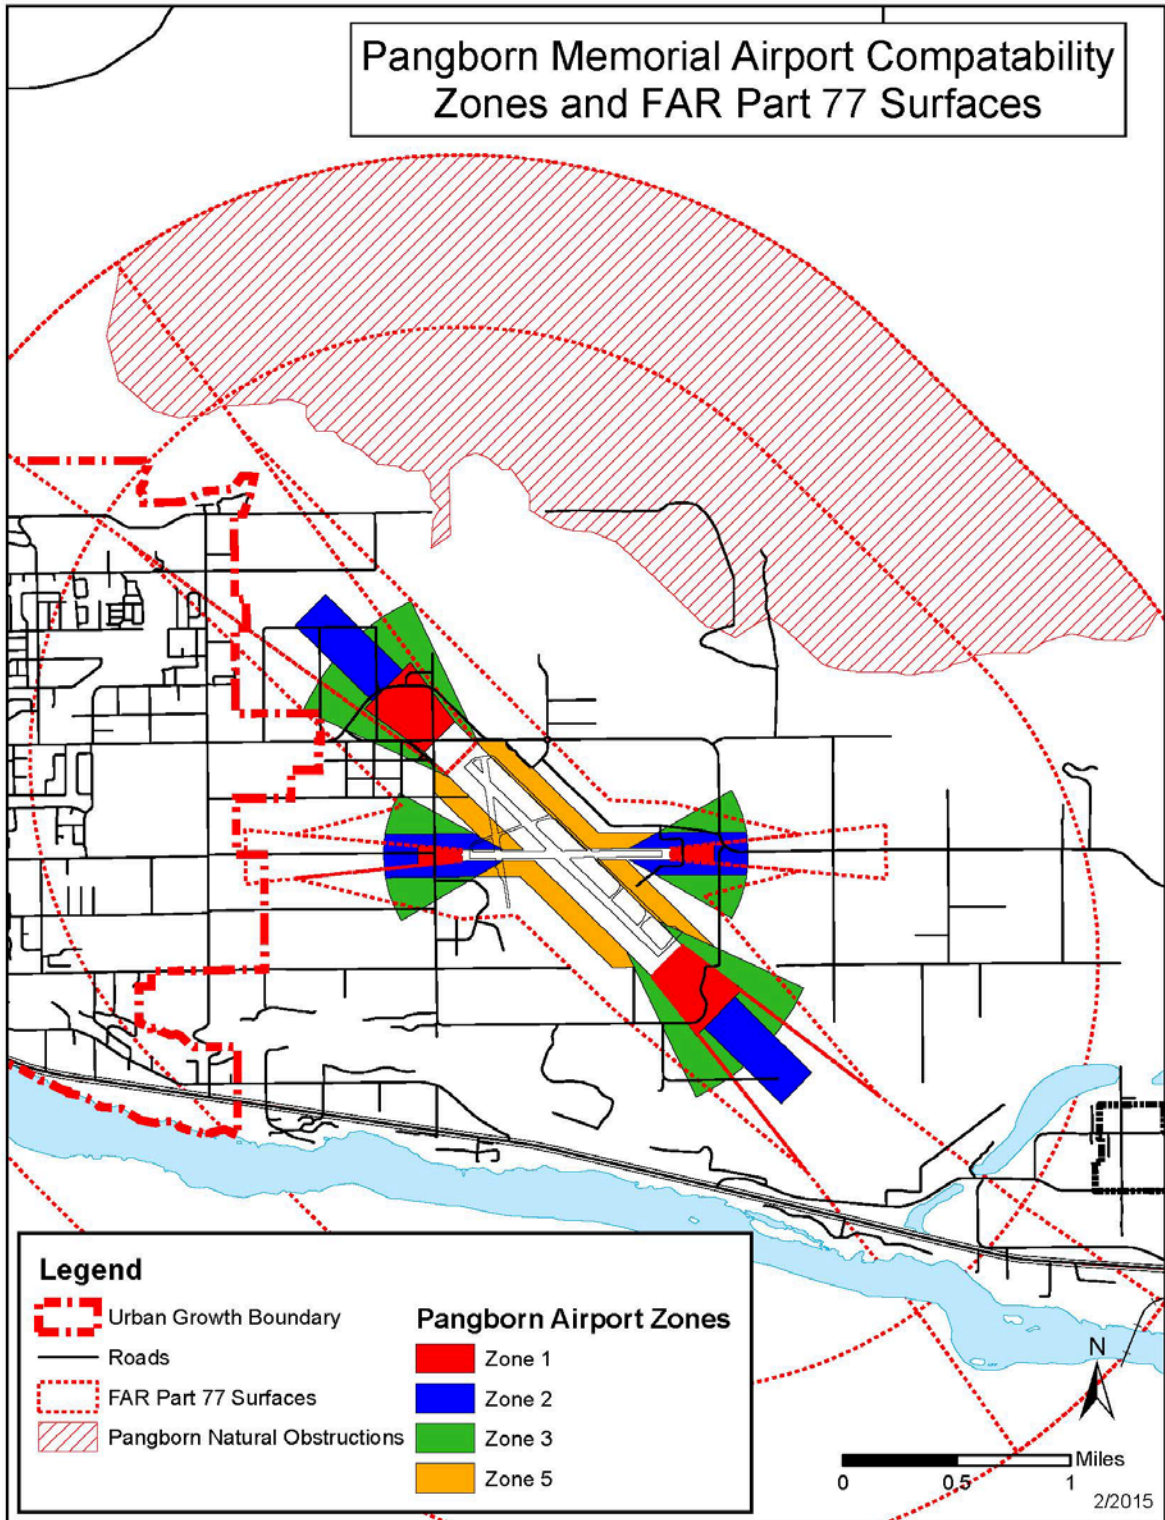 Pangborn Memorial Airport Compatability
Zones and FAR Part 77 Surfaces
Legend
Urban Growth Boundary
Roads
FAR Part 77 Surfaces
Pangborn Natural Obstructions
Pangborn Airport Zones
Zone 1
Zone 2
Zone 3
Zone 5
N
Miles
0 0.5 1
2/2015